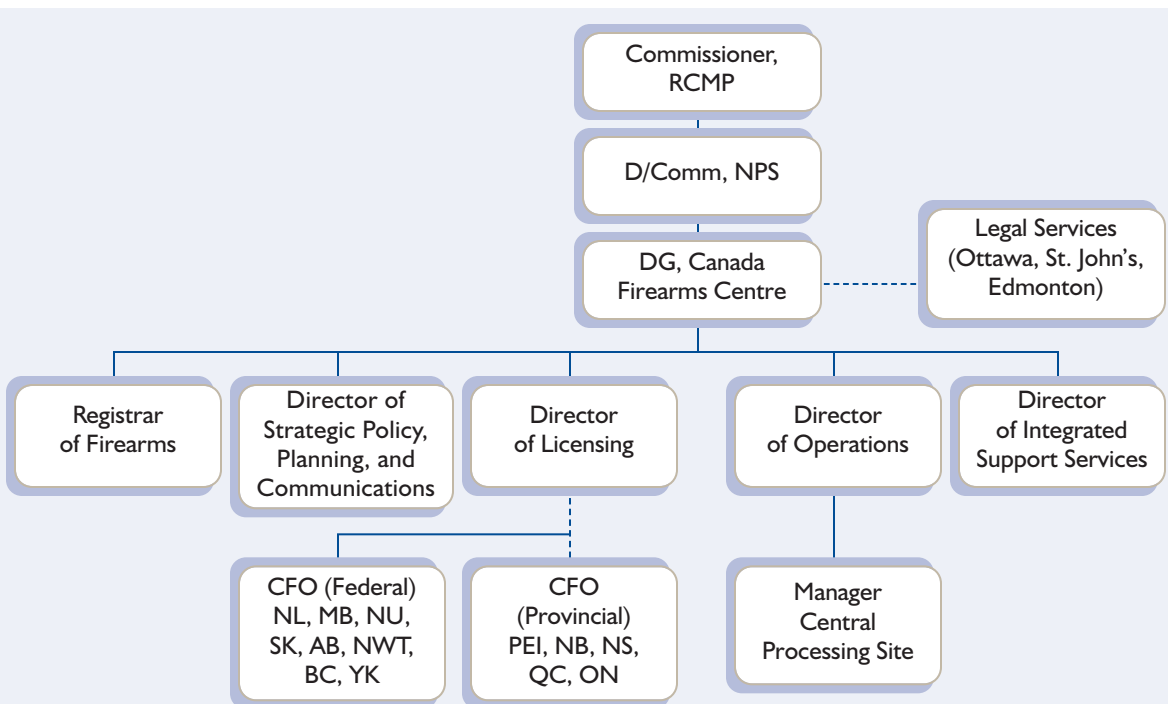 Commissioner,
RCMP
D/Comm, NPS
DG, Canada
Firearms Centre
Legal Services
(Ottawa, St. John’s,
Edmonton)
Registrar
of Firearms
Director of
Strategic Policy,
Planning, and
Communications
Director
of Licensing
Director
of Operations
Director
of Integrated
Support Services
CFO (Federal)
NL, MB, NU,
SK, AB, NWT,
BC, YK
CFO
(Provincial)
PEI, NB, NS,
QC, ON
Manager
Central
Processing Site